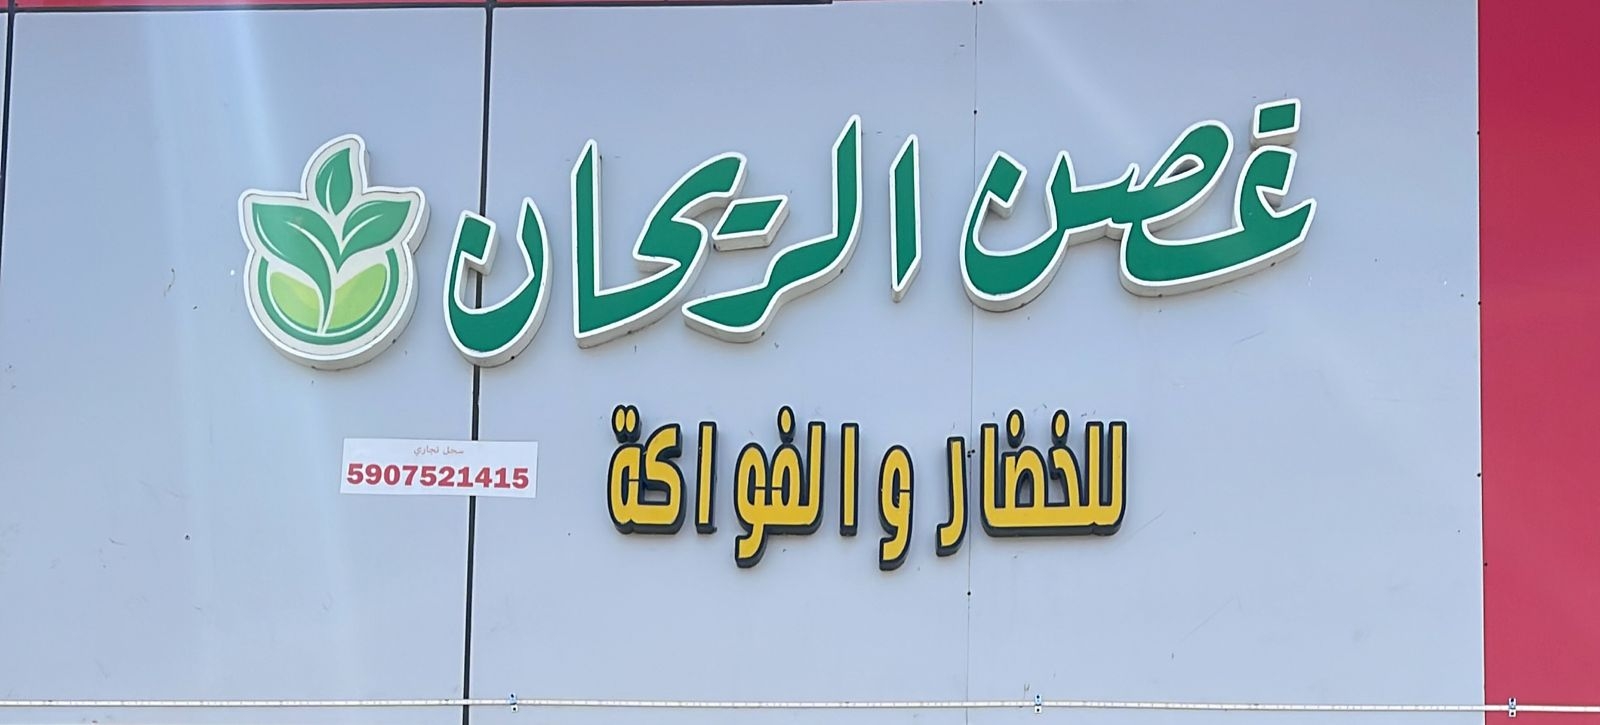 غصن الريحان
للخضار والفواكة
سجل تجاري
5907521415